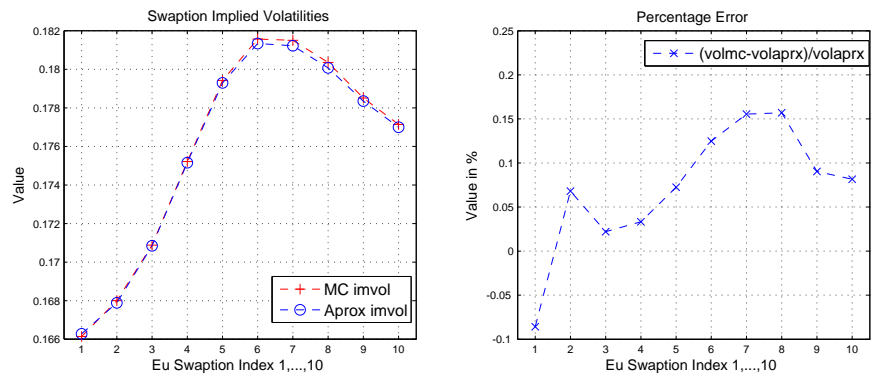 Swaption Implied Volatilities
0.182
0.18
0.178
0.176
0.174
0.172
0.17
0.168
0.166
Value
1 2 3 4 5 6 7 8 9 10
Eu Swaption Index 1,...,10
MC imvol
Aprox imvol
Percentage Error
0.25
0.2
0.15
0.1
0.05
0
-0.05
-0.1
Value in %
1 2 3 4 5 6 7 8 9 10
Eu Swaption Index 1,...,10
(volmc-volaprx)/volaprx